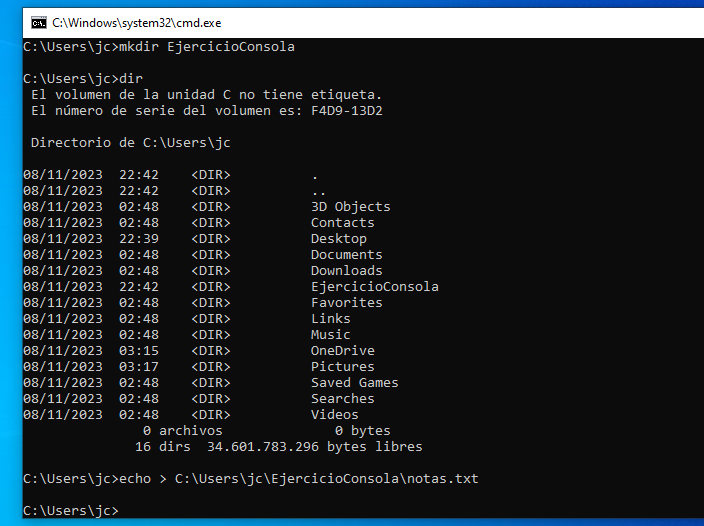 C:\Windows\system32\cmd.exe
C:\Users\jc>mkdir EjercicioConsola
C:\Users\jc>dir
El volumen de la unidad C no tiene etiqueta.
El número de serie del volumen es: F4D9-13D2
Directorio de C:\Users\jc
08/11/2023  22:42    <DIR>          .
08/11/2023  22:42    <DIR>          ..
08/11/2023  02:48    <DIR>          3D Objects
08/11/2023  02:48    <DIR>          Contacts
08/11/2023  22:39    <DIR>          Desktop
08/11/2023  02:48    <DIR>          Documents
08/11/2023  02:48    <DIR>          Downloads
08/11/2023  22:42    <DIR>          EjercicioConsola
08/11/2023  02:48    <DIR>          Favorites
08/11/2023  02:48    <DIR>          Links
08/11/2023  02:48    <DIR>          Music
08/11/2023  03:15    <DIR>          OneDrive
08/11/2023  03:17    <DIR>          Pictures
08/11/2023  02:48    <DIR>          Saved Games
08/11/2023  02:48    <DIR>          Searches
08/11/2023  02:48    <DIR>          Videos
0 archivos              0 bytes
16 dirs  34.601.783.296 bytes libres
C:\Users\jc>echo > C:\Users\jc\EjercicioConsola\notas.txt
C:\Users\jc>